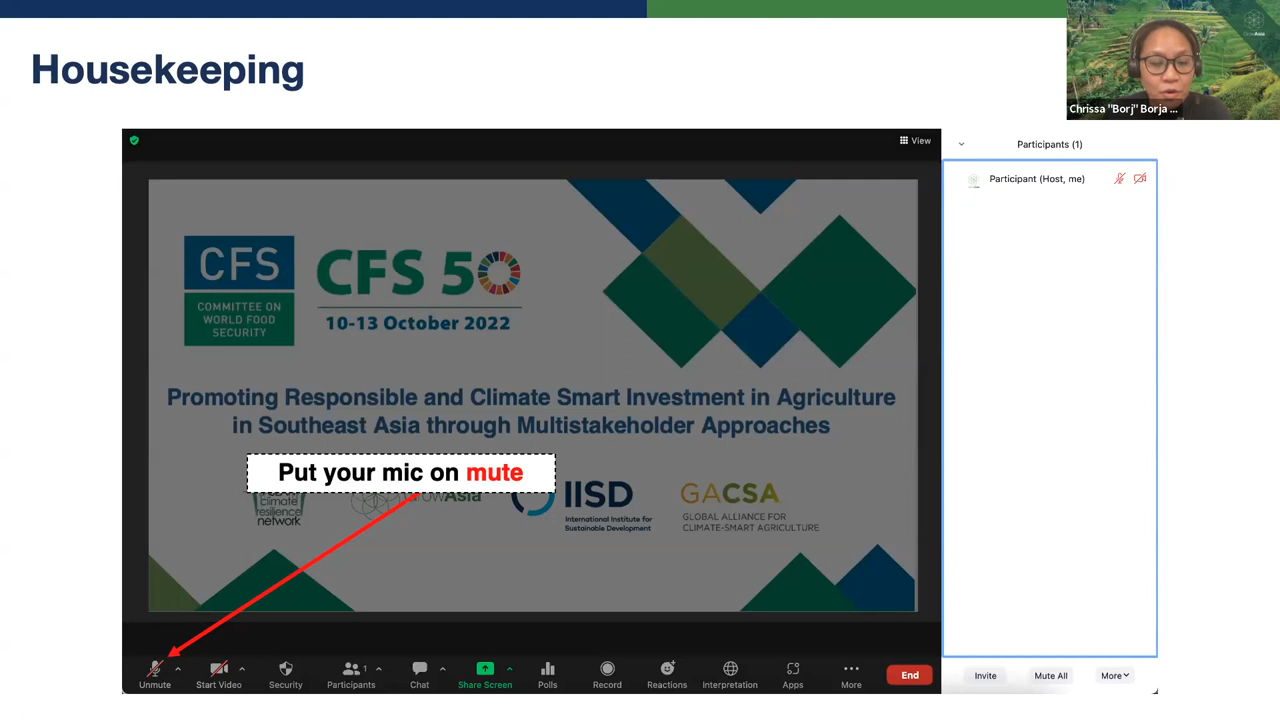 Housekeeping
GrowAsia
Chrissa "Borj" Borja ...
View
Participants (1)
Participant (Host, me)
CFS
COMMITTEE ON
WORLD FOOD
SECURITY
CFS 50
10-13 October 2022
Promoting Responsible and Climate Smart Investment in Agriculture
in Southeast Asia through Multistakeholder Approaches
Put your mic on mute
climate
resilience
network
GrowAsia
IISD
International Institute for
Sustainable Development
GACSA
GLOBAL ALLIANCE FOR
CLIMATE-SMART AGRICULTURE
Unmute
Start Video
Security
Participants
1
Chat
Share Screen
Polls
Record
Reactions
Interpretation
Apps
More
End
Invite
Mute All
More